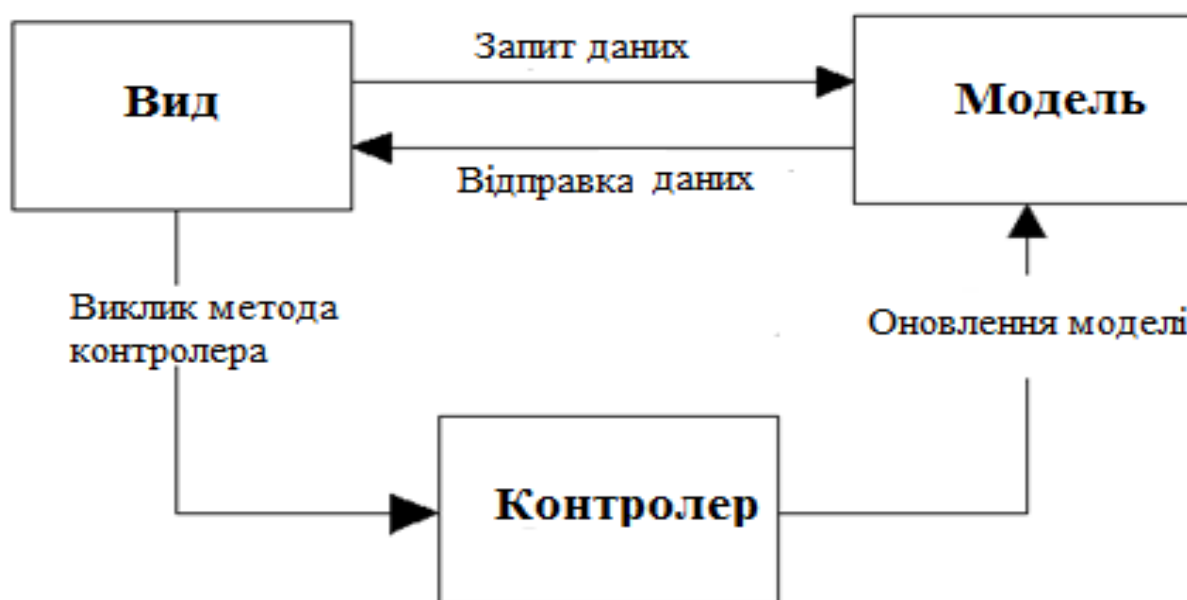 Запит даних
Вид
Модель
Відправка даних
Виклик метода
контролера
Оновлення моделі
Контролер